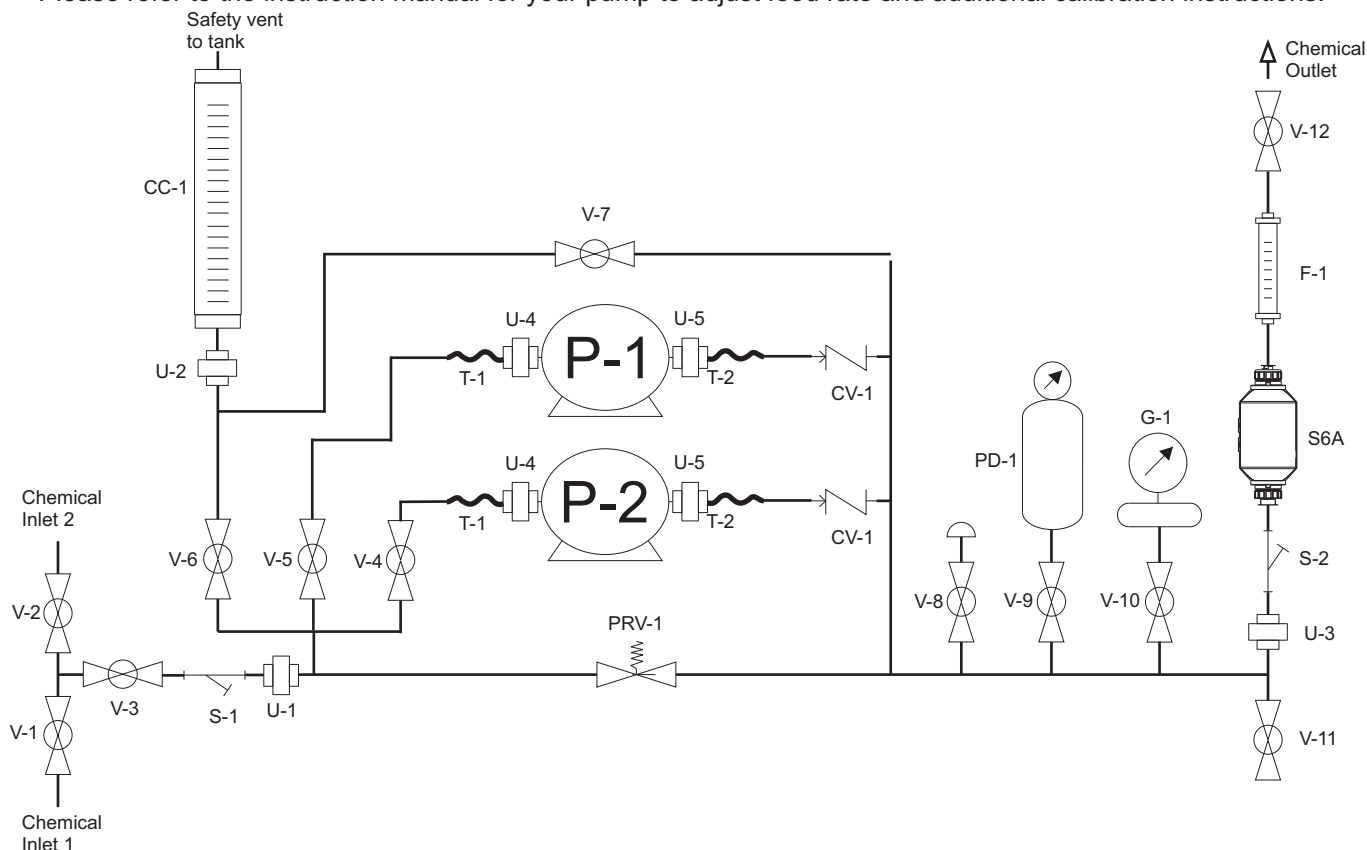 Please refer to the instruction manual for your pump to adjust feed rate and additional calibration instructions.
Safety vent
to tank
Chemical
Outlet
V-12
CC-1
V-7
F-1
U-4
U-5
P-1
U-2
T-1
T-2
CV-1
G-1
S6A
PD-1
U-4
U-5
P-2
Chemical
Inlet 2
T-1
T-2
CV-1
V-6
V-5
V-4
S-2
V-8
V-9
V-10
V-2
PRV-1
U-3
V-3
S-1
U-1
V-1
V-11
Chemical
Inlet 1